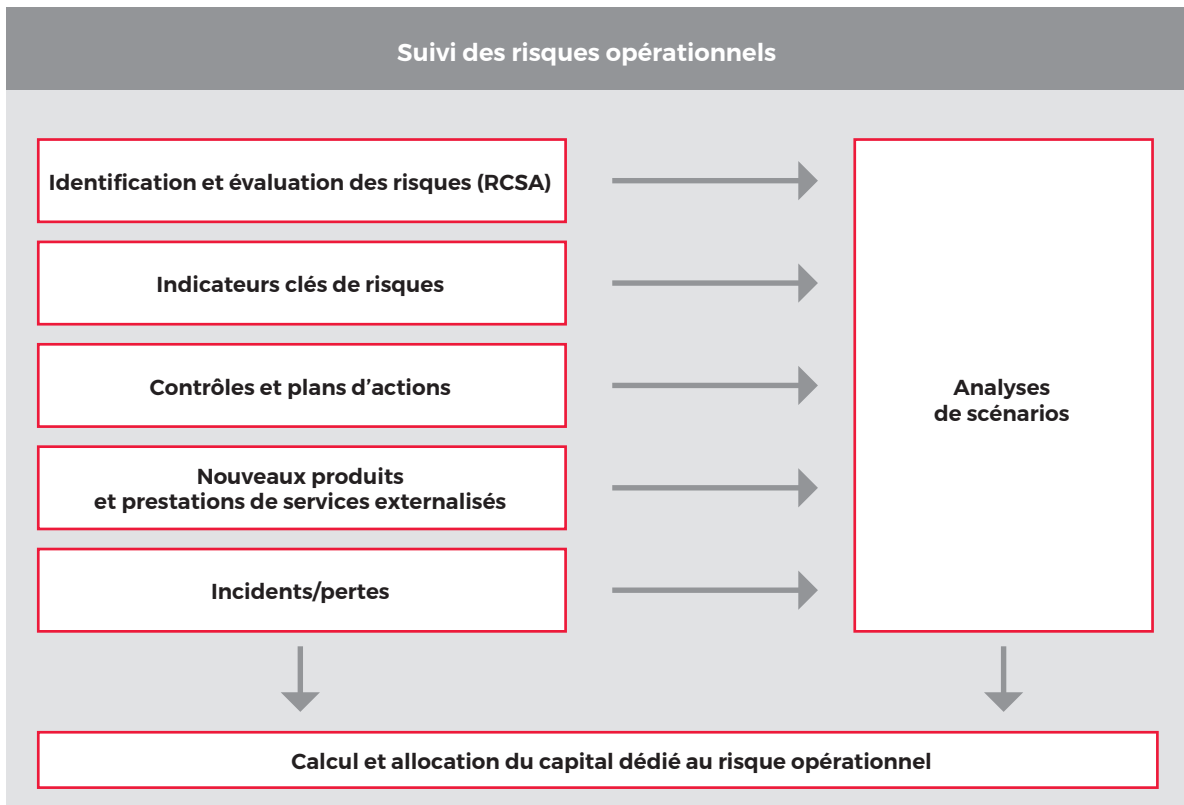 Suivi des risques opérationnels
Identification et évaluation des risques (RCSA)
Indicateurs clés de risques
Contrôles et plans d’actions
Nouveaux produits
et prestations de services externalisés
Incidents/pertes
Analyses
de scénarios
Calcul et allocation du capital dédié au risque opérationnel